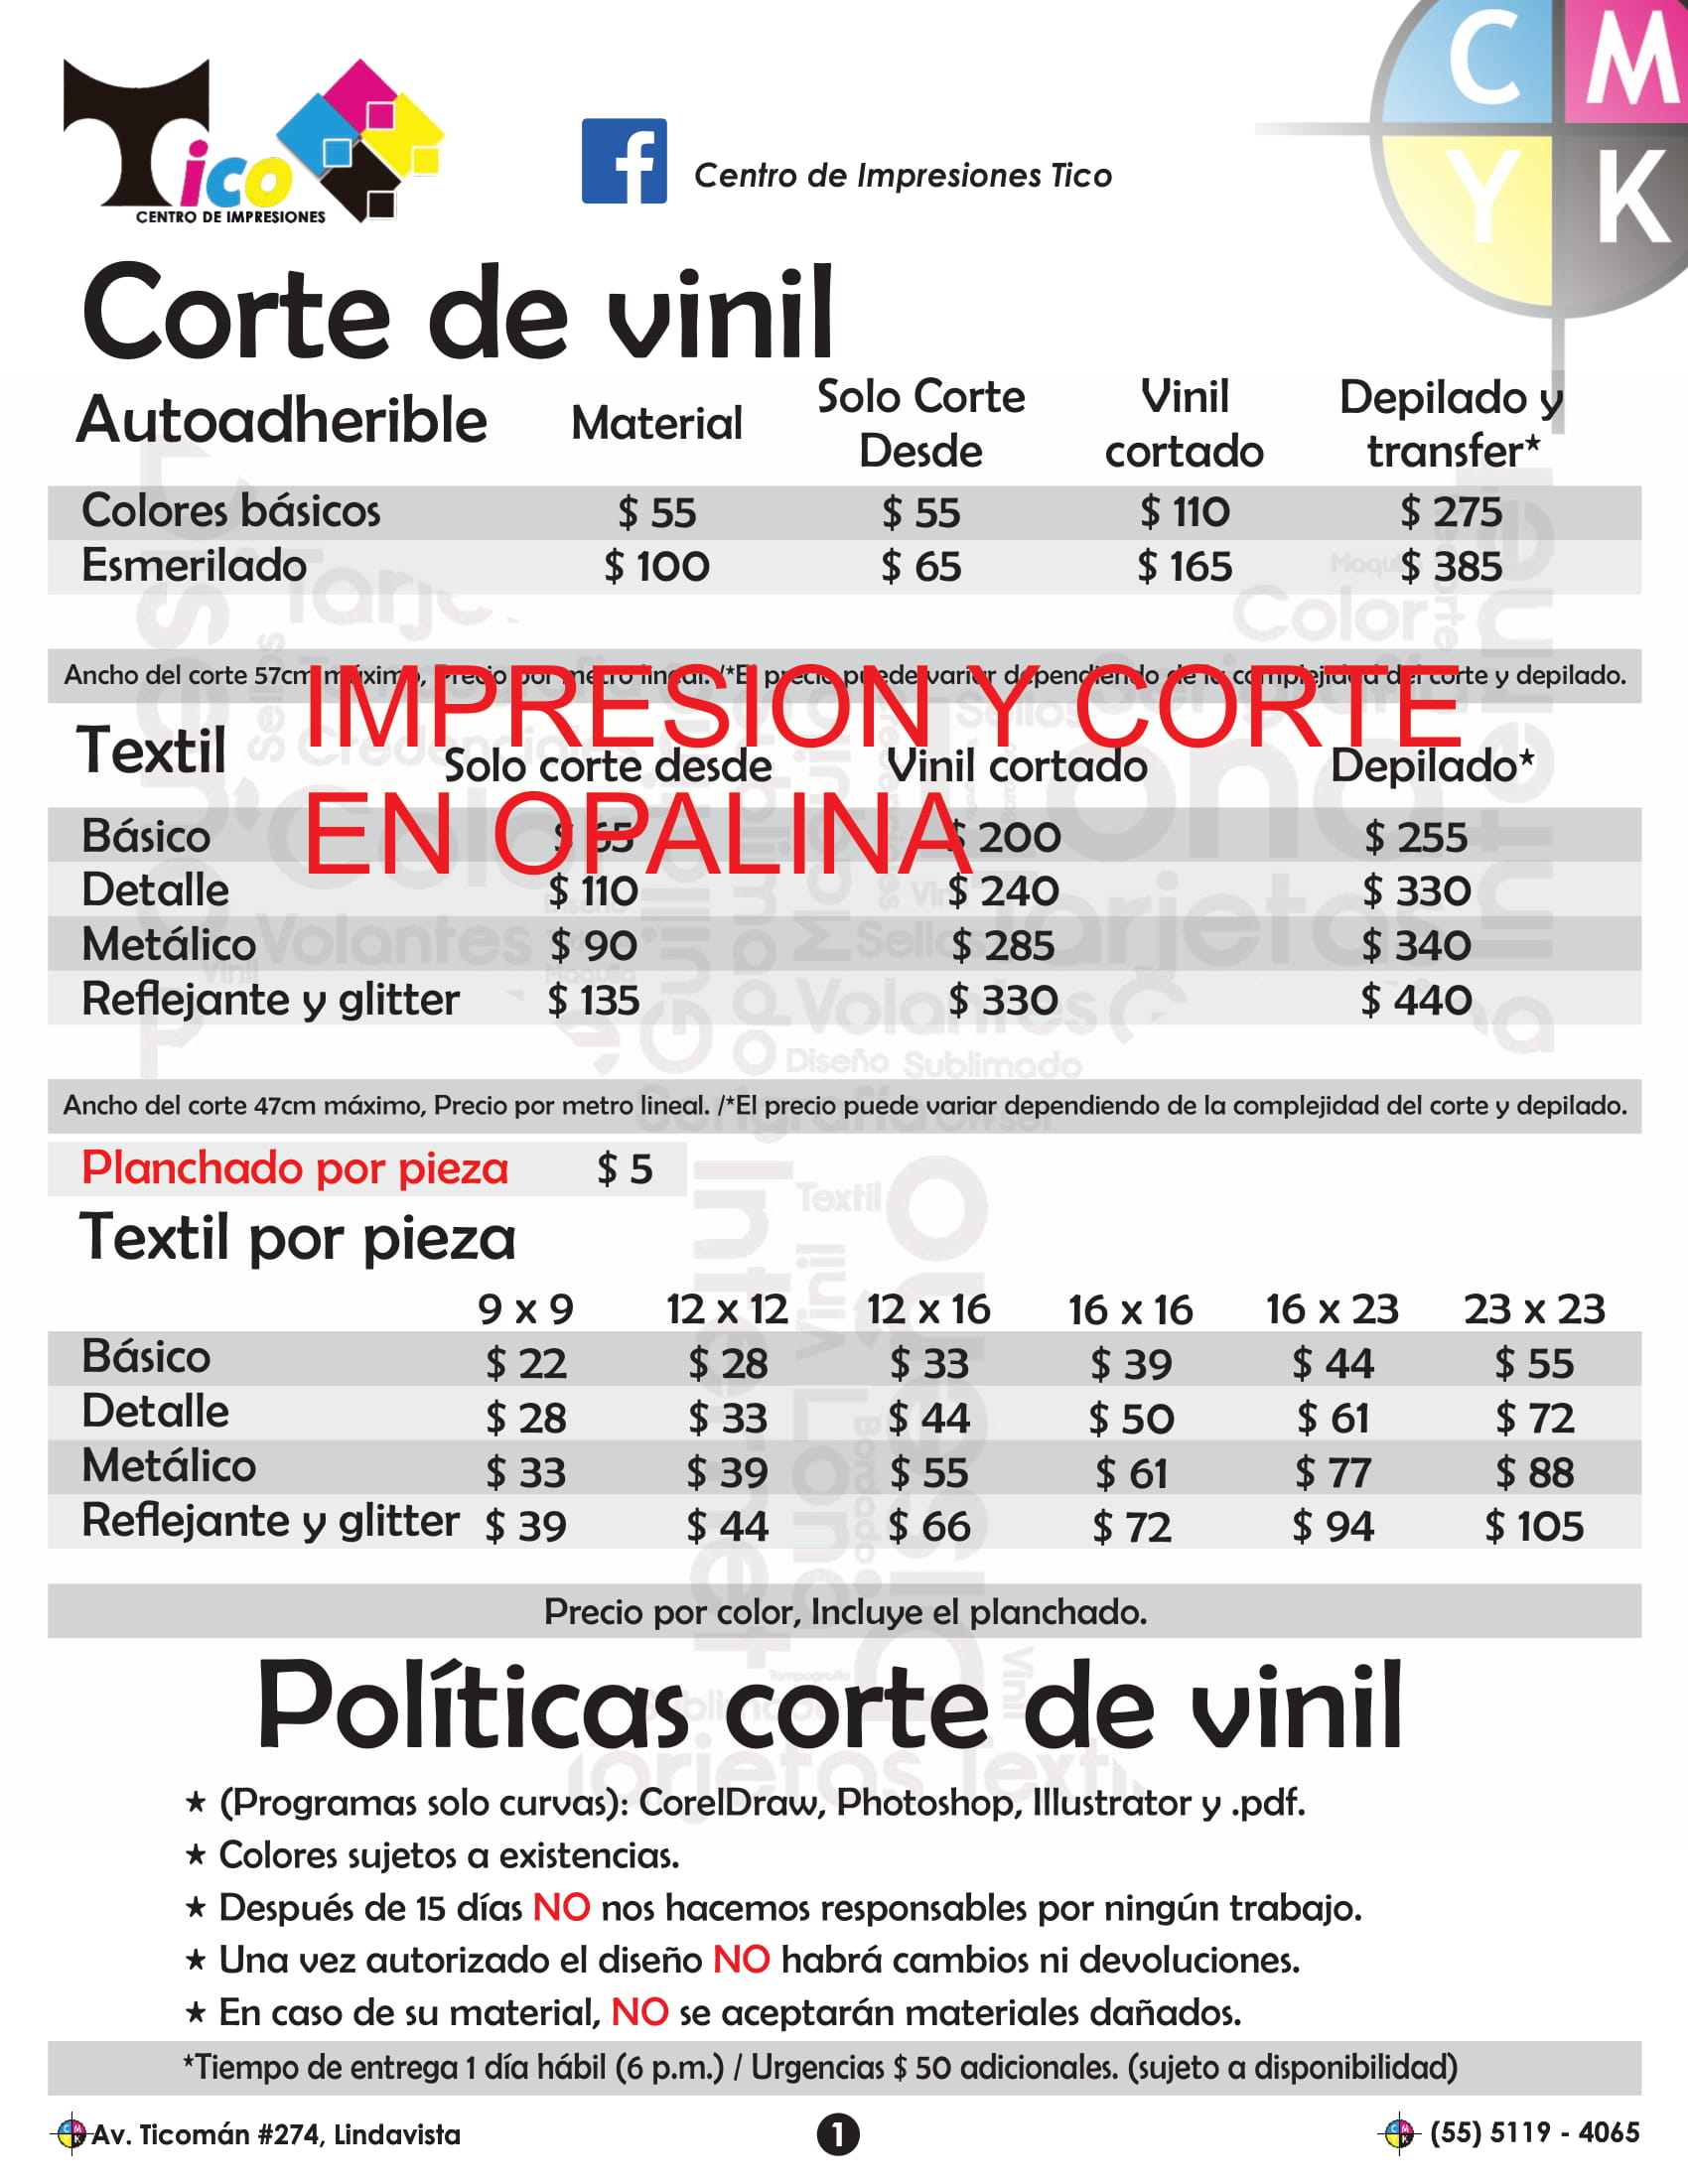 Tico
CENTRO DE IMPRESIONES
Centro de Impresiones Tico
C M
Y K
Corte de vinil
Autoadherible Material Solo Corte Desde Vinil cortado Depilado y transfer*
Colores básicos $ 55 $ 55 $ 110 $ 275
Esmerilado $ 100 $ 65 $ 165 $ 385
Ancho del corte 57cm máximo, Precio por metro lineal. /*El precio puede variar dependiendo de la complejidad del corte y depilado.
IMPRESION Y CORTE
EN OPALINA
Textil Solo corte desde Vinil cortado Depilado*
Básico $ 65 $ 200 $ 255
Detalle $ 110 $ 240 $ 330
Metálico $ 90 $ 285 $ 340
Reflejante y glitter $ 135 $ 330 $ 440
Ancho del corte 47cm máximo, Precio por metro lineal. /*El precio puede variar dependiendo de la complejidad del corte y depilado.
Planchado por pieza $ 5
Textil por pieza
9 x 9 12 x 12 12 x 16 16 x 16 16 x 23 23 x 23
Básico $ 22 $ 28 $ 33 $ 39 $ 44 $ 55
Detalle $ 28 $ 33 $ 44 $ 50 $ 61 $ 72
Metálico $ 33 $ 39 $ 55 $ 61 $ 77 $ 88
Reflejante y glitter $ 39 $ 44 $ 66 $ 72 $ 94 $ 105
Precio por color, Incluye el planchado.
Políticas corte de vinil
★ (Programas solo curvas): CorelDraw, Photoshop, Illustrator y .pdf.
★ Colores sujetos a existencias.
★ Después de 15 días NO nos hacemos responsables por ningún trabajo.
★ Una vez autorizado el diseño NO habrá cambios ni devoluciones.
★ En caso de su material, NO se aceptarán materiales dañados.
*Tiempo de entrega 1 día hábil (6 p.m.) / Urgencias $ 50 adicionales. (sujeto a disponibilidad)
Av. Ticomán #274, Lindavista 1 (55) 5119 - 4065